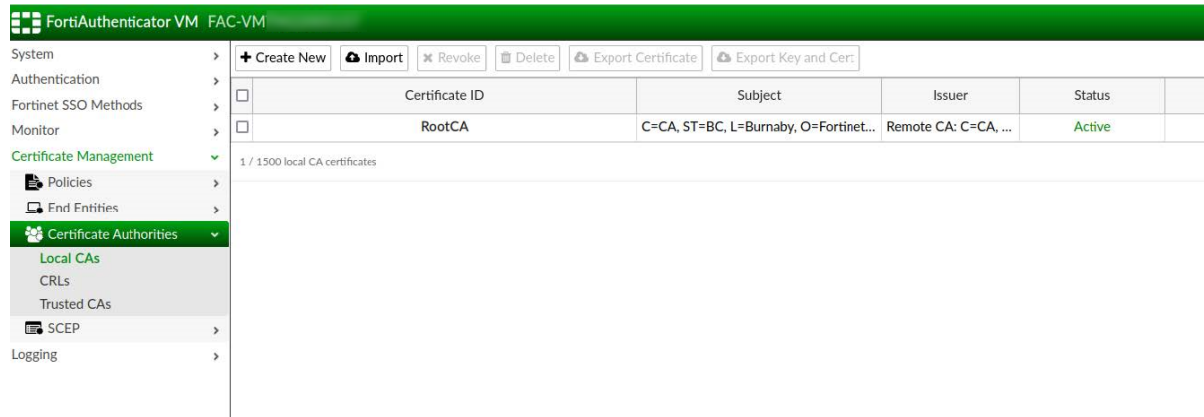 FortiAuthenticator VM FAC-VM
System
Authentication
Fortinet SSO Methods
Monitor
Certificate Management
Policies
End Entities
Certificate Authorities
Local CAs
CRLs
Trusted CAs
SCEP
Logging
Create New Import Revoke Delete Export Certificate Export Key and Cert
Certificate ID Subject Issuer Status
RootCA C=CA, ST=BC, L=Burnaby, O=Fortinet... Remote CA: C=CA, ... Active
1 / 1500 local CA certificates